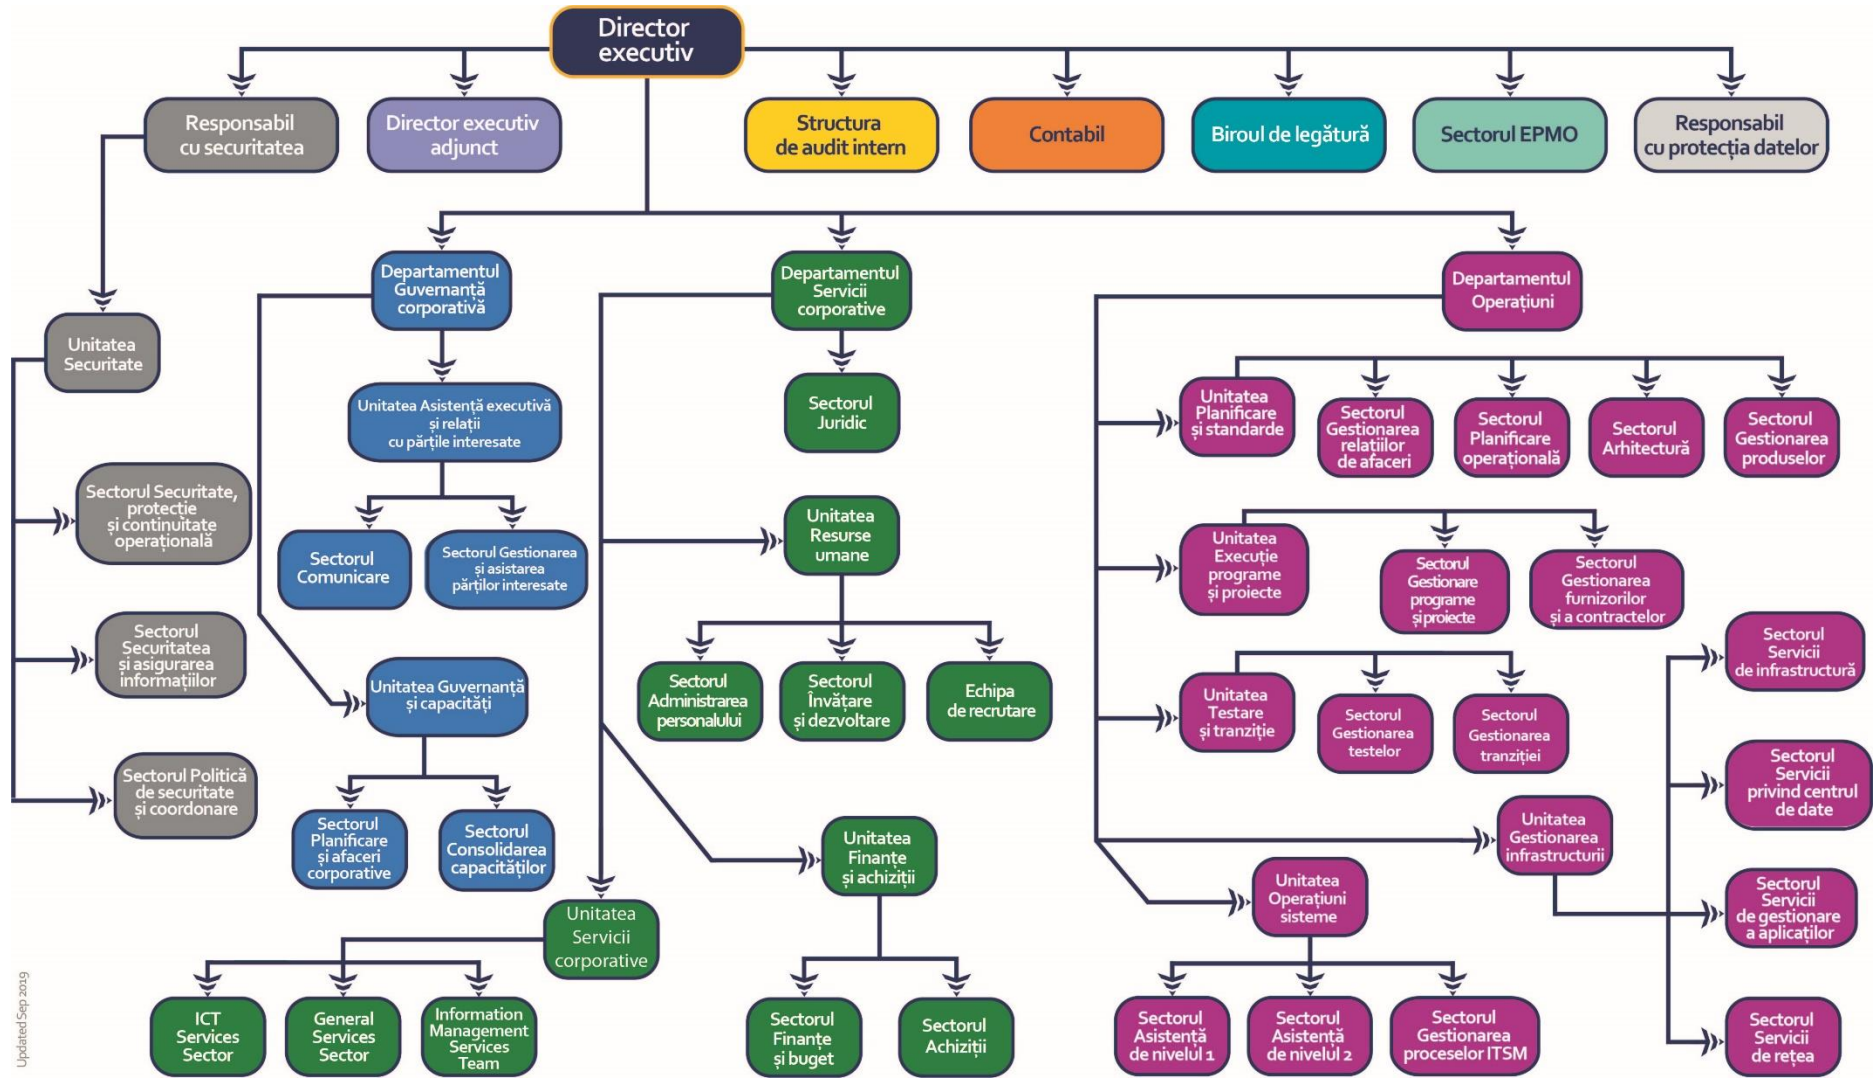 Director
executiv
Responsabil
cu securitatea
Director executiv
adjunct
Structura
de audit intern
Contabil
Biroul de legătură
Sectorul EPMO
Responsabil
cu protecția datelor
Departamentul
Guvernanță
corporativă
Departamentul
Servicii
corporative
Departamentul
Operațiuni
Unitatea
Securitate
Unitatea Asistență executivă
și relații
cu părțile interesate
Sectorul
Juridic
Unitatea
Planificare
și standarde
Sectorul
Gestionarea
relațiilor
de afaceri
Sectorul
Planificare
operațională
Sectorul
Arhitectură
Sectorul
Gestionarea
produselor
Sectorul Securitate,
protecție
și continuitate
operațională
Sectorul
Comunicare
Sectorul Gestionarea
și asistarea
părților interesate
Unitatea
Resurse
umane
Unitatea
Execuție
programe
și proiecte
Sectorul
Gestionare
programe
și proiecte
Sectorul
Gestionarea
furnizorilor
și a contractelor
Sectorul
Securitatea
și asigurarea
informațiilor
Unitatea Guvernanță
și capacități
Sectorul
Administrarea
personalului
Sectorul
Învățare
și dezvoltare
Echipa
de recrutare
Unitatea
Testare
și tranziție
Sectorul
Gestionarea
testelor
Sectorul
Gestionarea
tranziției
Sectorul
Servicii
de infrastructură
Sectorul Politică
de securitate
și coordonare
Sectorul
Planificare
și afaceri
corporative
Sectorul
Consolidarea
capacităților
Unitatea
Finanțe
și achiziții
Unitatea
Gestionarea
infrastructurii
Sectorul
Servicii
privind centrul
de date
Unitatea
Servicii
corporative
Unitatea
Operațiuni
sisteme
Sectorul
Servicii
de gestionare
a aplicaților
ICT
Services
Sector
General
Services
Sector
Information
Management
Services
Team
Sectorul
Finanțe
și buget
Sectorul
Achiziții
Sectorul
Asistență
de nivelul 1
Sectorul
Asistență
de nivelul 2
Sectorul
Gestionarea
proceselor ITSM
Sectorul
Servicii
de rețea
Updated Sep 2019